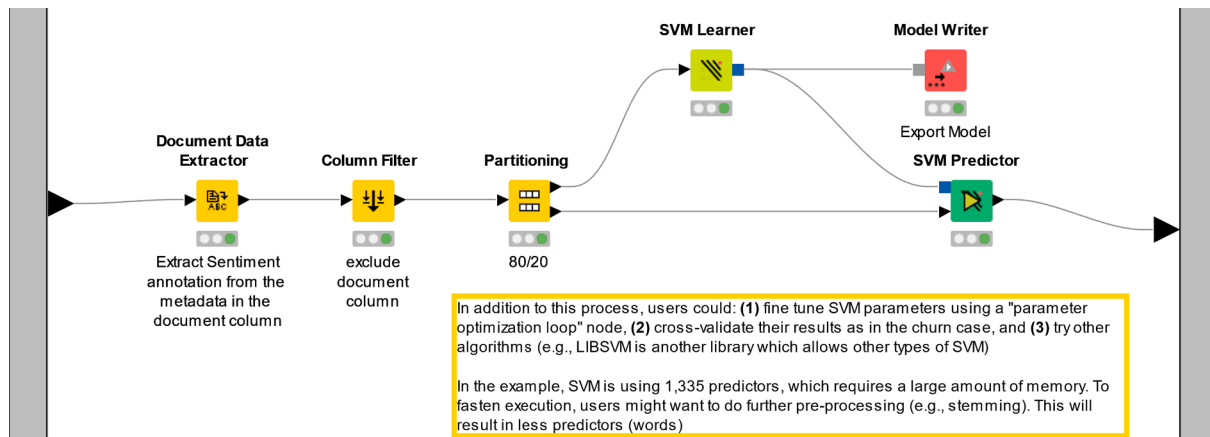 SVM Learner
Model Writer
Export Model
Document Data
Extractor
Column Filter
Partitioning
SVM Predictor
ABC
Extract Sentiment
annotation from the
metadata in the
document column
exclude
document
column
80/20
In addition to this process, users could: (1) fine tune SVM parameters using a "parameter
optimization loop" node, (2) cross-validate their results as in the churn case, and (3) try other
algorithms (e.g., LIBSVM is another library which allows other types of SVM)
In the example, SVM is using 1,335 predictors, which requires a large amount of memory. To
fasten execution, users might want to do further pre-processing (e.g., stemming). This will
result in less predictors (words)